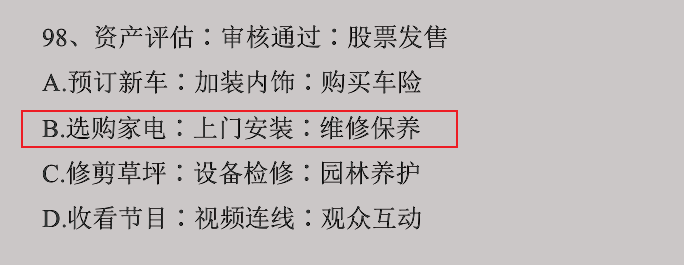 98、资产评估：审核通过：股票发售
A.预订新车：加装内饰：购买车险
B.选购家电：上门安装：维修保养
C.修剪草坪：设备检修：园林养护
D.收看节目：视频连线：观众互动